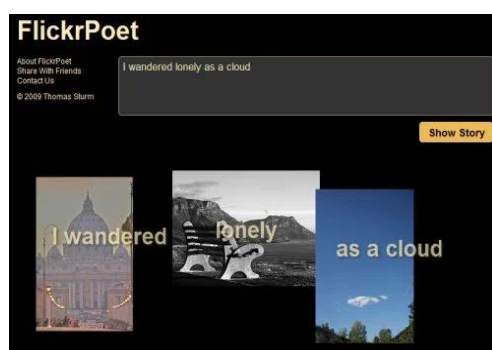 FlickrPoet
About FlickrPoet
Share With Friends
Contact Us
© 2009 Thomas Sturm
I wandered lonely as a cloud
Show Story
I wandered
lonely
as a cloud